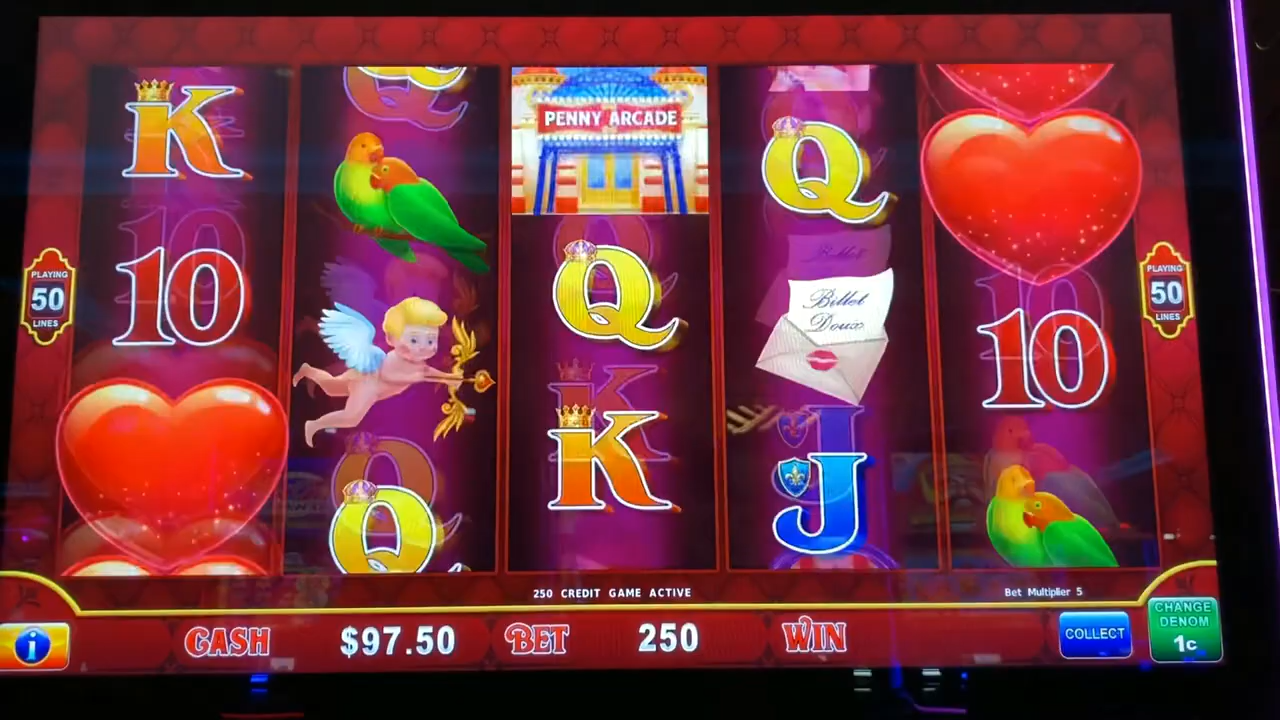 K
Q
PENNY ARCADE
Q
10
Q
Billet
Doux
10
PLAYING
50
LINES
PLAYING
50
LINES
Q
K
J
250 CREDIT GAME ACTIVE
Bet Multiplier 5
i
CASH
$97.50
BET
250
WIN
COLLECT
CHANGE
DENOM
1c